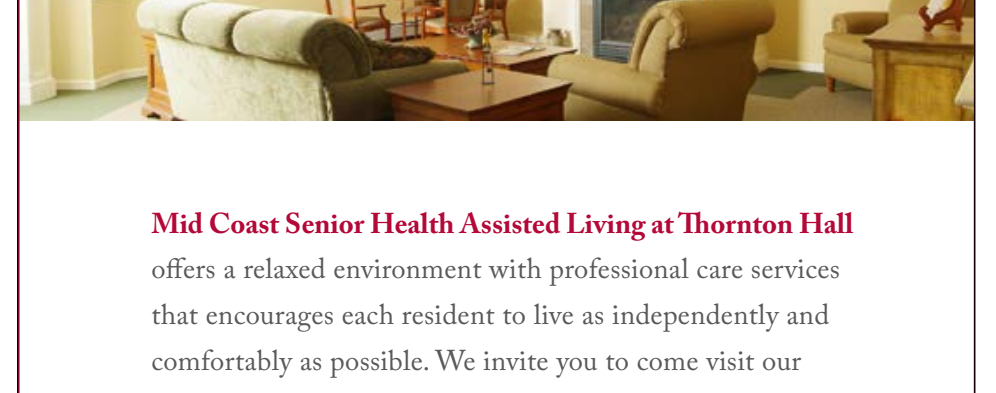 Mid Coast Senior Health Assisted Living at Thornton Hall
offers a relaxed environment with professional care services
that encourages each resident to live as independently and
comfortably as possible. We invite you to come visit our